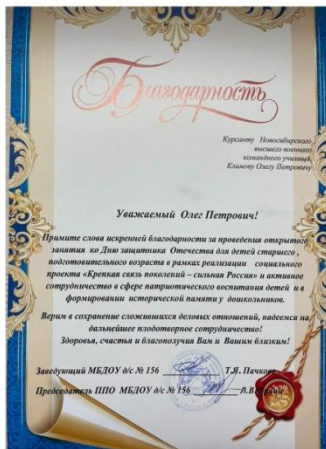 Благодарность
Курсанту Новосибирского
высшего военного
командного училища
Климову Олегу Петровичу
Уважаемый Олег Петрович!
Примите слова искренней благодарности за проведения открытого
занятия ко Дню защитника Отечества для детей старшего ,
подготовительного возраста в рамках реализации социального
проекта «Крепкая связь поколений – сильная Россия» и активное
сотрудничество в сфере патриотического воспитания детей и в
формировании исторической памяти у дошкольников.
Верим в сохранение сложившихся деловых отношений, надеемся на
дальнейшее плодотворное сотрудничество!
Здоровья, счастья и благополучия Вам и Вашим близким!
Заведующий МБДОУ д/с № 156 Т.Я. Пачкова
Председатель ППО МБДОУ д/с № 156